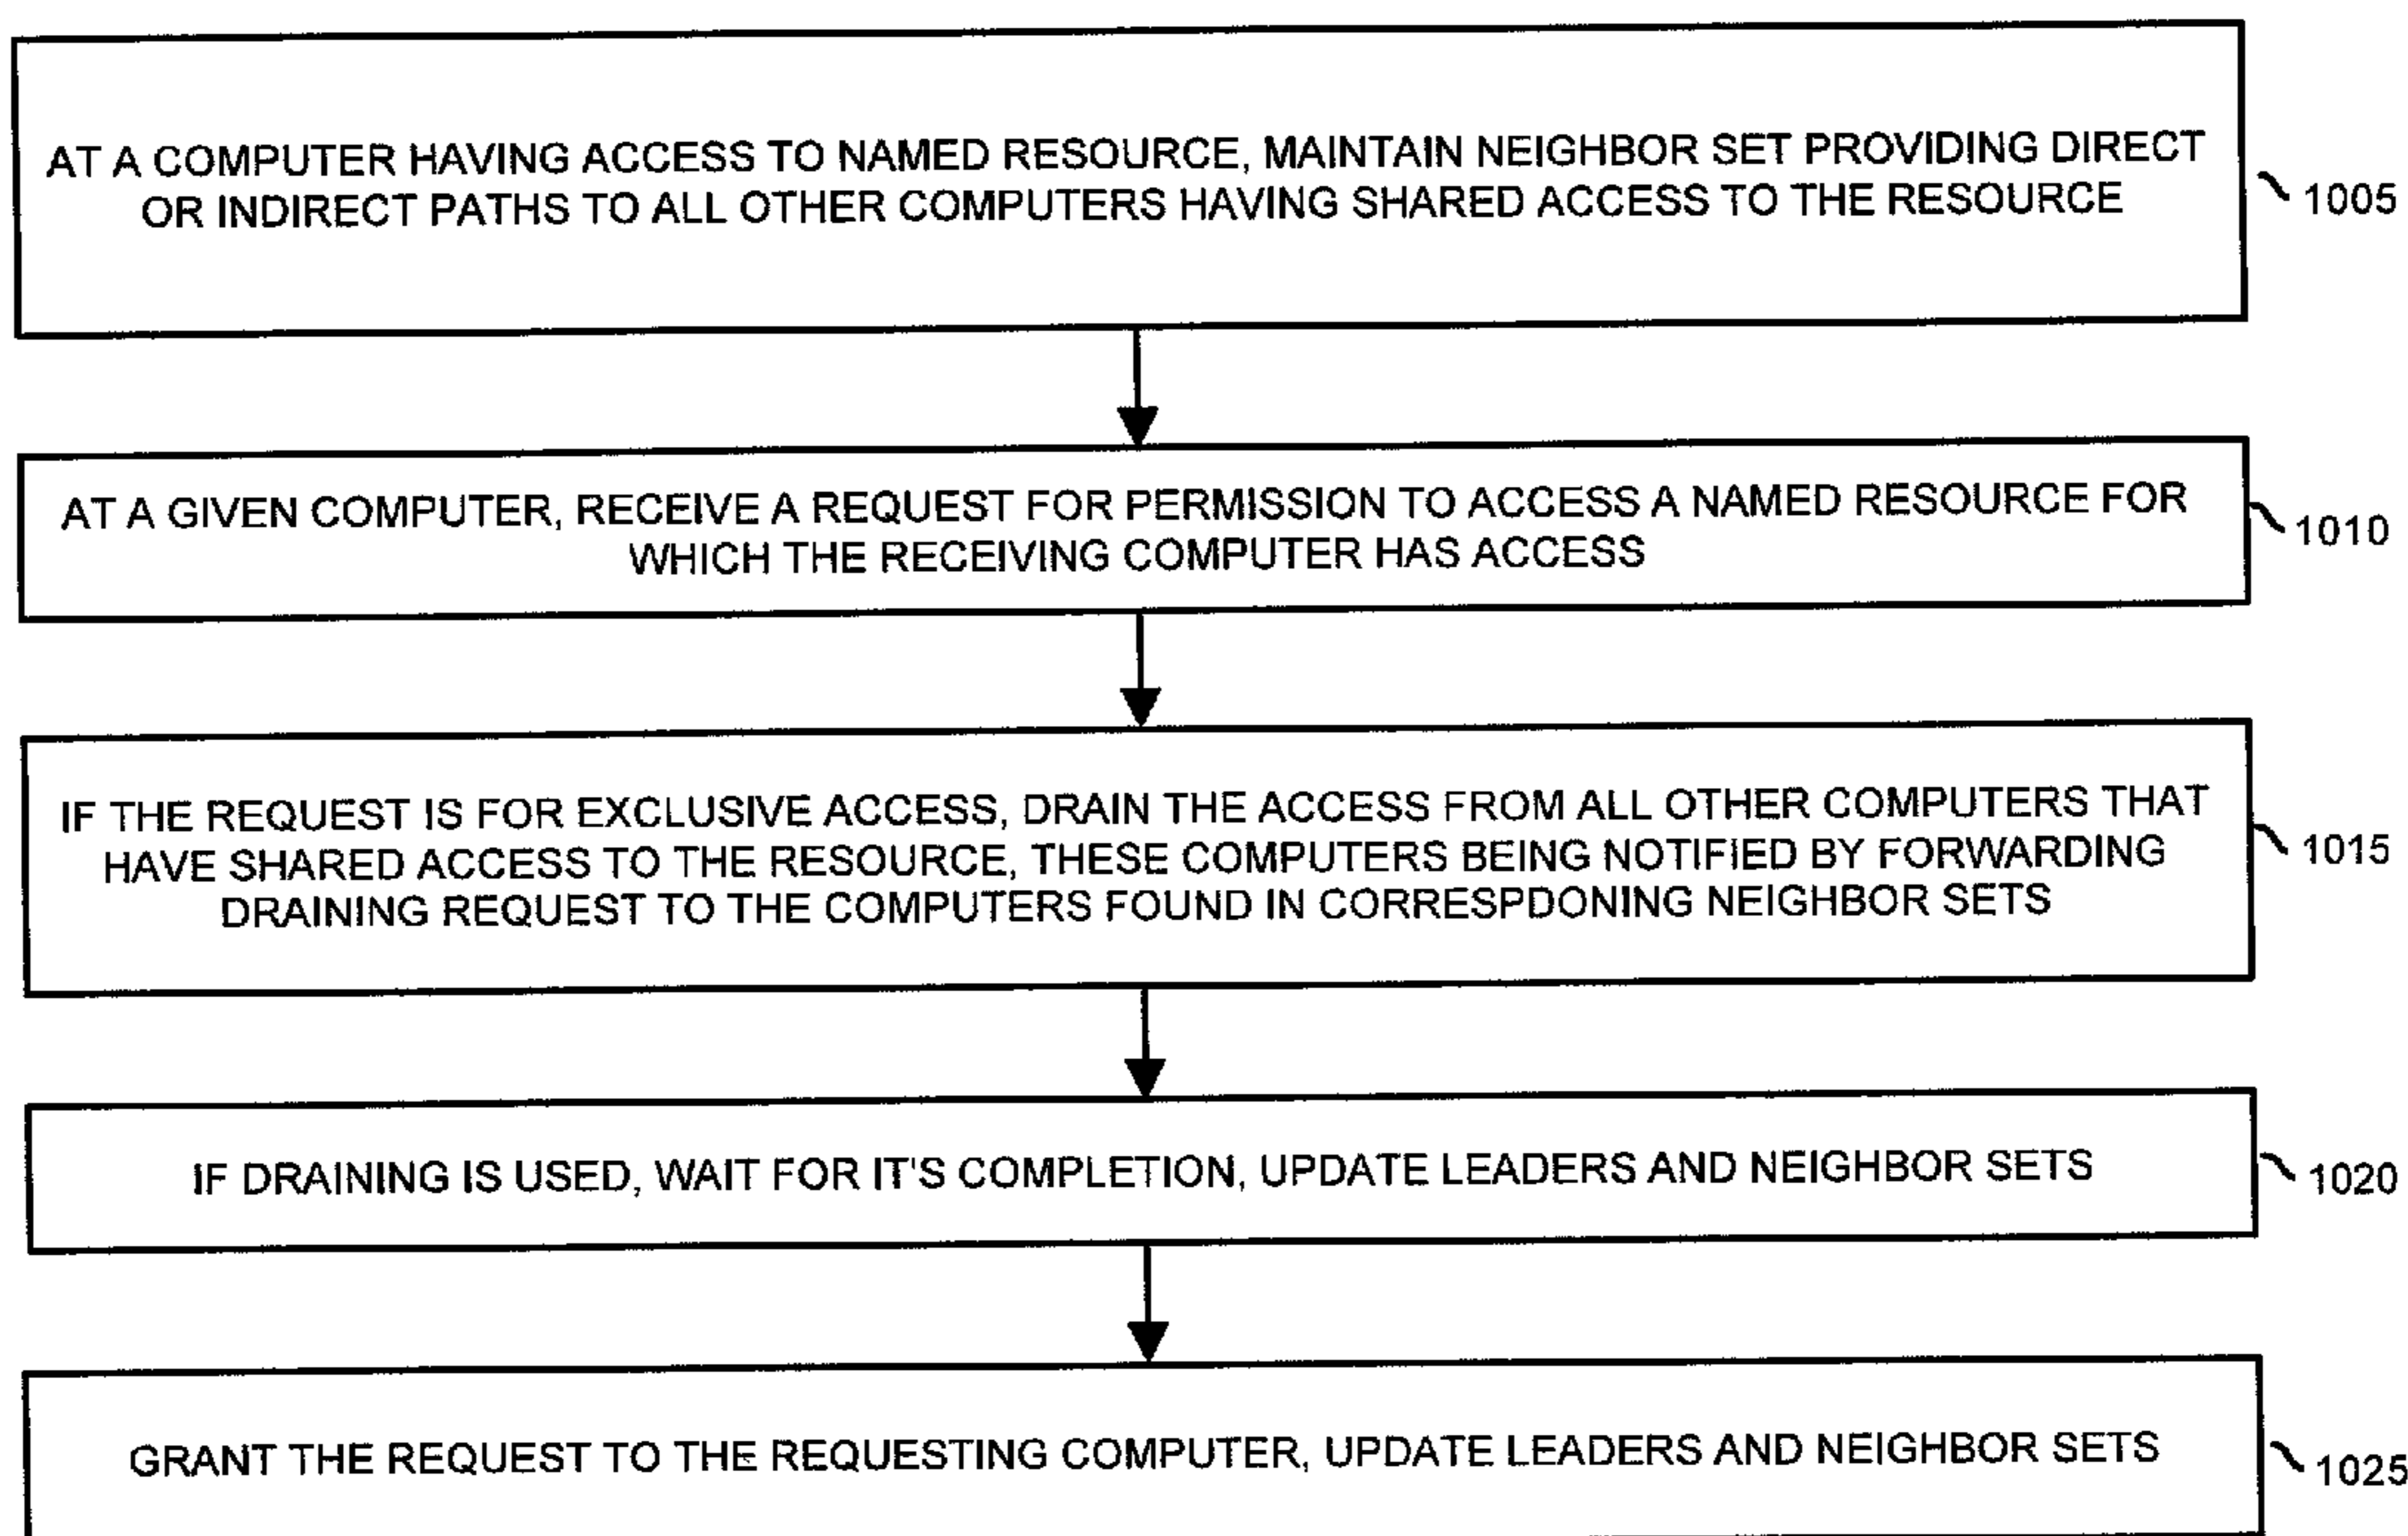 AT A COMPUTER HAVING ACCESS TO NAMED RESOURCE, MAINTAIN NEIGHBOR SET PROVIDING DIRECT
OR INDIRECT PATHS TO ALL OTHER COMPUTERS HAVING SHARED ACCESS TO THE RESOURCE
1005
AT A GIVEN COMPUTER, RECEIVE A REQUEST FOR PERMISSION TO ACCESS A NAMED RESOURCE FOR
WHICH THE RECEIVING COMPUTER HAS ACCESS
1010
IF THE REQUEST IS FOR EXCLUSIVE ACCESS, DRAIN THE ACCESS FROM ALL OTHER COMPUTERS THAT
HAVE SHARED ACCESS TO THE RESOURCE, THESE COMPUTERS BEING NOTIFIED BY FORWARDING
DRAINING REQUEST TO THE COMPUTERS FOUND IN CORRESPDONING NEIGHBOR SETS
1015
IF DRAINING IS USED, WAIT FOR IT'S COMPLETION, UPDATE LEADERS AND NEIGHBOR SETS
1020
GRANT THE REQUEST TO THE REQUESTING COMPUTER, UPDATE LEADERS AND NEIGHBOR SETS
1025